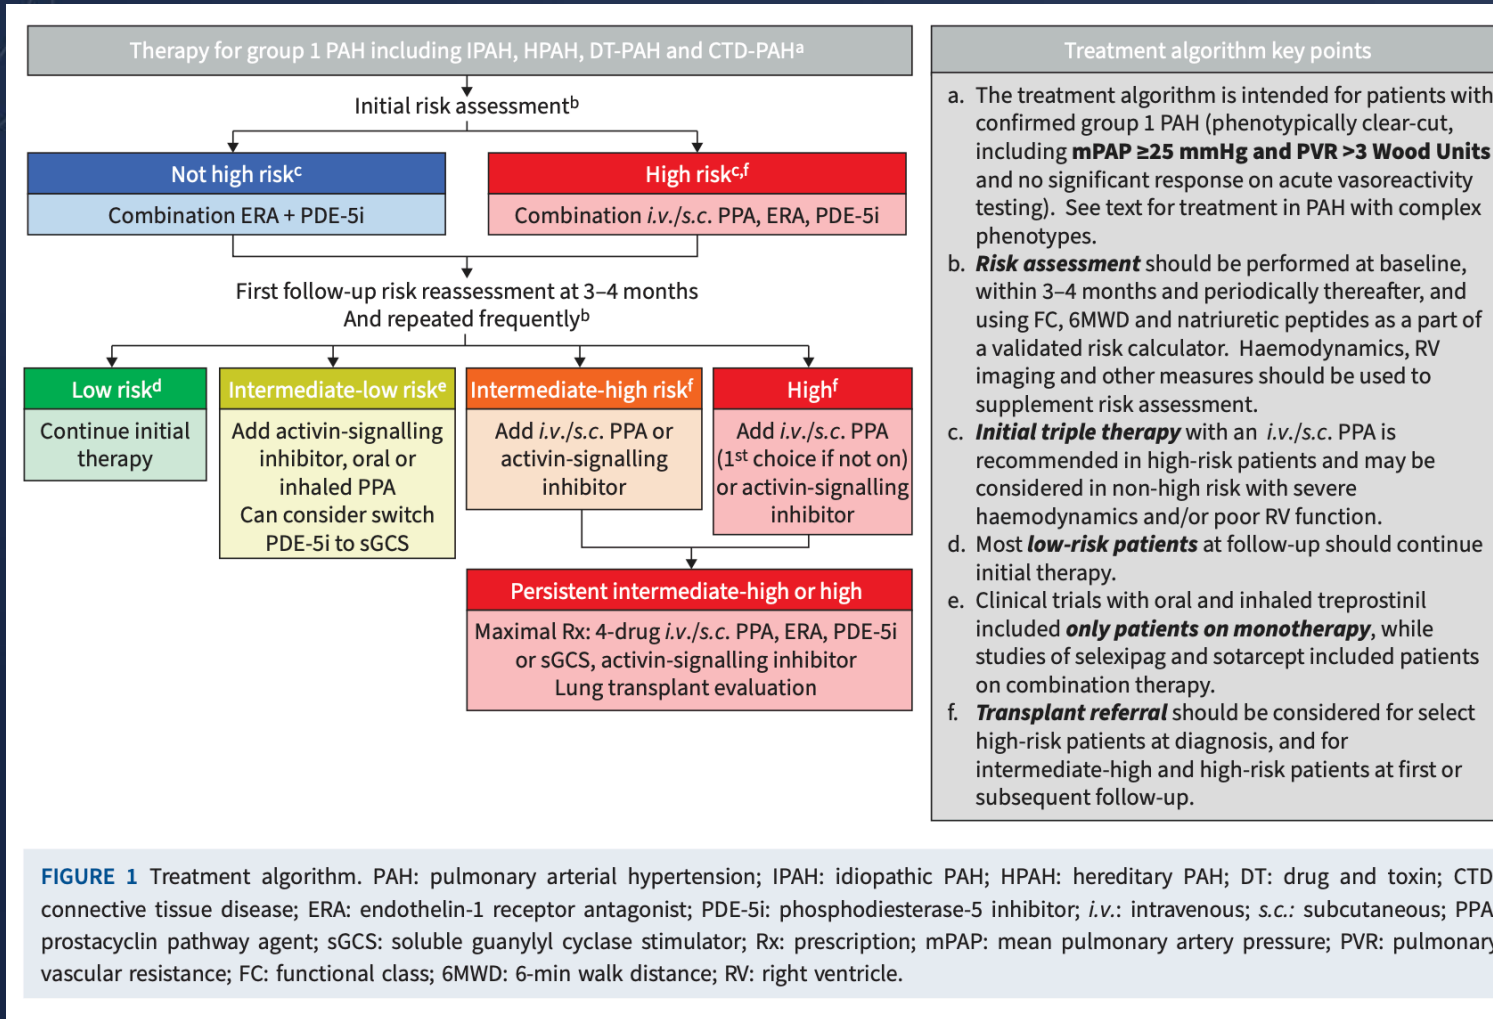 Therapy for group 1 PAH including IPAH, HPAH, DT-PAH and CTD-PAHa
Initial risk assessmentb
Not high riskc
Combination ERA + PDE-5i
High riskc,f
Combination i.v./s.c. PPA, ERA, PDE-5i
First follow-up risk reassessment at 3–4 months
And repeated frequentlyb
Low riskd
Continue initial
therapy
Intermediate-low riske
Add activin-signalling
inhibitor, oral or
inhaled PPA
Can consider switch
PDE-5i to sGCS
Intermediate-high riskf
Add i.v./s.c. PPA or
activin-signalling
inhibitor
Highf
Add i.v./s.c. PPA
(1st choice if not on)
or activin-signalling
inhibitor
Persistent intermediate-high or high
Maximal Rx: 4-drug i.v./s.c. PPA, ERA, PDE-5i
or sGCS, activin-signalling inhibitor
Lung transplant evaluation
Treatment algorithm key points
a. The treatment algorithm is intended for patients with
confirmed group 1 PAH (phenotypically clear-cut,
including mPAP ≥25 mmHg and PVR >3 Wood Units
and no significant response on acute vasoreactivity
testing). See text for treatment in PAH with complex
phenotypes.
b. Risk assessment should be performed at baseline,
within 3–4 months and periodically thereafter, and
using FC, 6MWD and natriuretic peptides as a part of
a validated risk calculator. Haemodynamics, RV
imaging and other measures should be used to
supplement risk assessment.
c. Initial triple therapy with an i.v./s.c. PPA is
recommended in high-risk patients and may be
considered in non-high risk with severe
haemodynamics and/or poor RV function.
d. Most low-risk patients at follow-up should continue
initial therapy.
e. Clinical trials with oral and inhaled treprostinil
included only patients on monotherapy, while
studies of selexipag and sotarcept included patients
on combination therapy.
f. Transplant referral should be considered for select
high-risk patients at diagnosis, and for
intermediate-high and high-risk patients at first or
subsequent follow-up.
FIGURE 1 Treatment algorithm. PAH: pulmonary arterial hypertension; IPAH: idiopathic PAH; HPAH: hereditary PAH; DT: drug and toxin; CTD
connective tissue disease; ERA: endothelin-1 receptor antagonist; PDE-5i: phosphodiesterase-5 inhibitor; i.v.: intravenous; s.c.: subcutaneous; PPA
prostacyclin pathway agent; sGCS: soluble guanylyl cyclase stimulator; Rx: prescription; mPAP: mean pulmonary artery pressure; PVR: pulmonary
vascular resistance; FC: functional class; 6MWD: 6-min walk distance; RV: right ventricle.